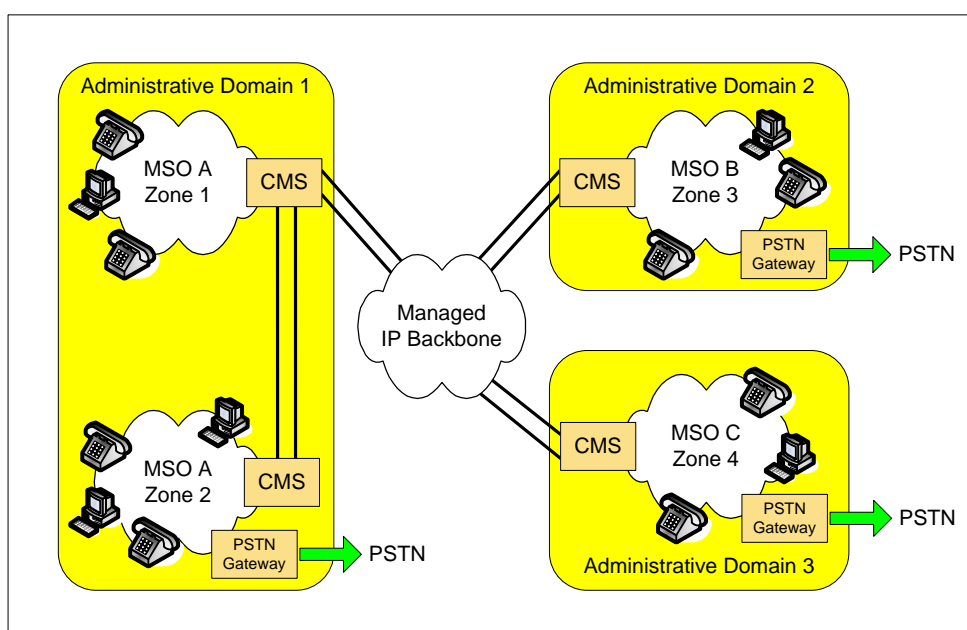 Administrative Domain 1
MSO A
Zone 1
CMS
MSO A
Zone 2
CMS
PSTN
Gateway
PSTN
Managed
IP Backbone
Administrative Domain 2
CMS
MSO B
Zone 3
PSTN
Gateway
PSTN
CMS
MSO C
Zone 4
PSTN
Gateway
PSTN
Administrative Domain 3